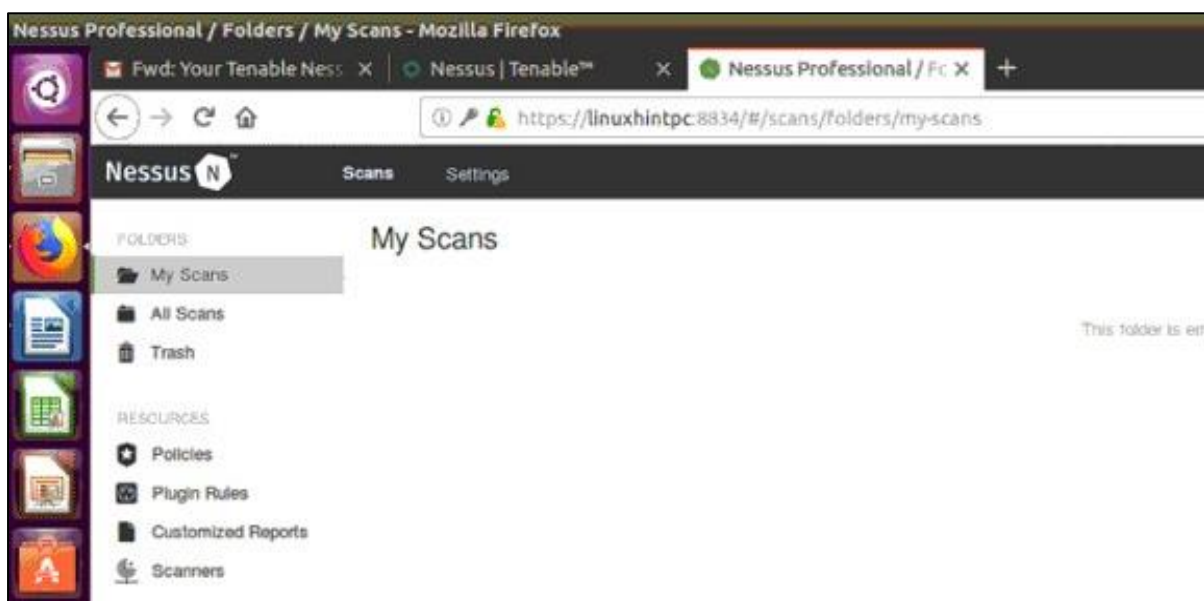 Nessus Professional / Folders / My Scans - Mozilla Firefox
Fwd: Your Tenable Ness
Nessus | Tenable™
Nessus Professional / Fo
https://linuxhintpc:8834/#/scans/folders/my-scans
Nessus N
Scans
Settings
FOLDERS
My Scans
All Scans
Trash
My Scans
This folder is em
RESOURCES
Policies
Plugin Rules
Customized Reports
Scanners